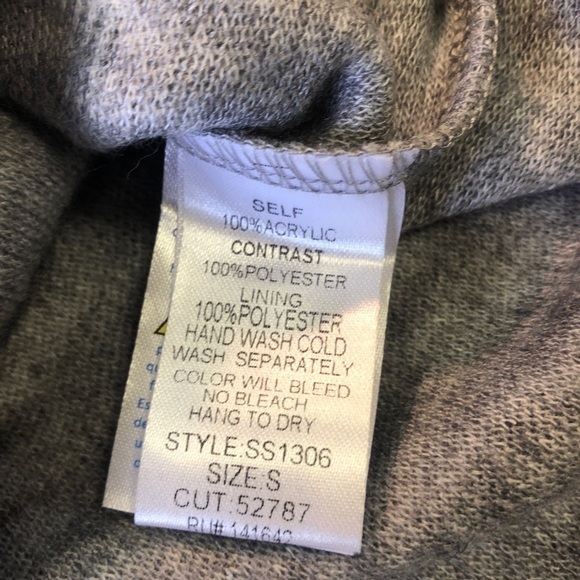 SELF
100%ACRYLIC
CONTRAST
100%POLYESTER
LINING
100%POLYESTER
HAND WASH COLD
WASH SEPARATELY
COLOR WILL BLEED
NO BLEACH
HANG TO DRY
STYLE:SS1306
SIZE:S
CUT:52787